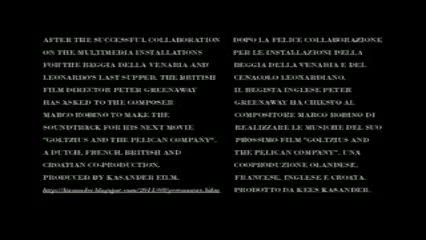 AFTER THE SUCCESSFUL COLLABORATION
ON THE MULTIMEDIA INSTALLATIONS
FOR THE REGGIA DELLA VENARIA AND
LEONARDO'S LAST SUPPER, THE BRITISH
FILM DIRECTOR PETER GREENAWAY
HAS ASKED TO THE COMPOSER
MARCO ROBINO TO MAKE THE
SOUNDTRACK FOR HIS NEXT MOVIE
"GOLTZIUS AND THE PELICAN COMPANY",
A DUTCH, FRENCH, BRITISH AND
CROATIAN CO-PRODUCTION,
PRODUCED BY KASANDER FILM.
DOPO LA FELICE COLLABORAZIONE
PER LE INSTALLAZIONI DELLA
REGGIA DELLA VENARIA E DEL
CENACOLO LEONARDIANO,
IL REGISTA INGLESE PETER
GREENAWAY HA CHIESTO AL
COMPOSITORE MARCO ROBINO DI
REALIZZARE LE MUSICHE DEL SUO
PROSSIMO FILM "GOLTZIUS AND
THE PELICAN COMPANY", UNA
COOPRODUZIONE OLANDESE,
FRANCESE, INGLESE E CROATA,
PRODOTTO DA KEES KASANDER.